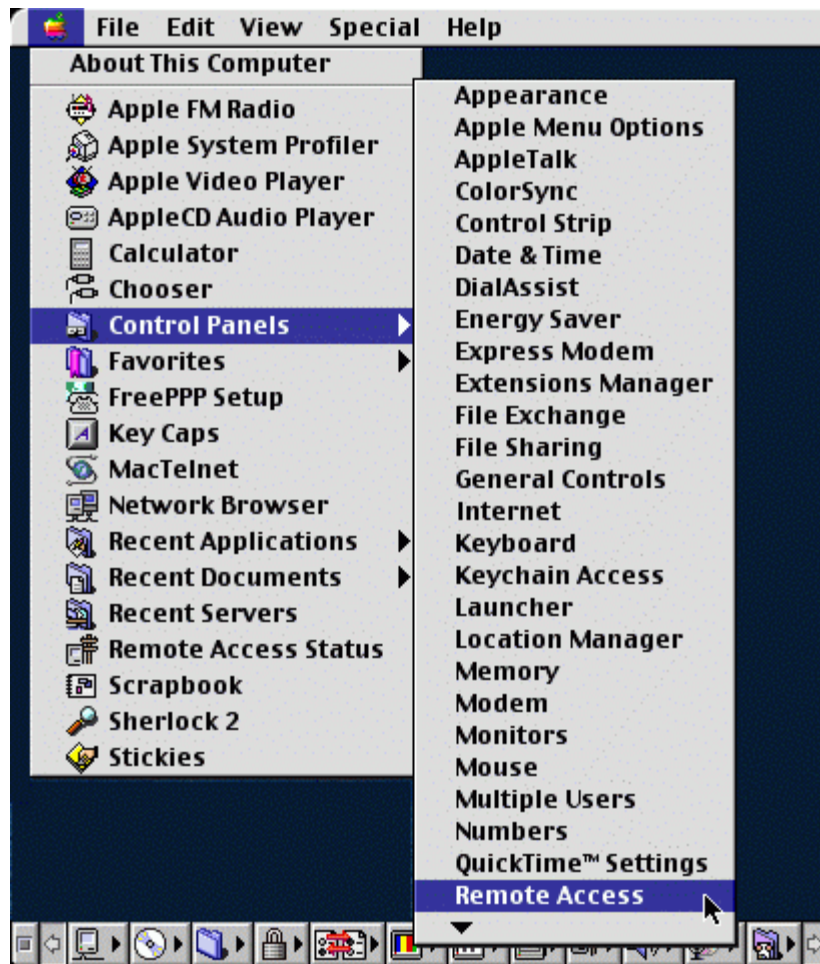 File Edit View Special Help
About This Computer
Apple FM Radio
Apple System Profiler
Apple Video Player
AppleCD Audio Player
Calculator
Chooser
Control Panels
Favorites
FreePPP Setup
Key Caps
MacTelnet
Network Browser
Recent Applications
Recent Documents
Recent Servers
Remote Access Status
Scrapbook
Sherlock 2
Stickies
Appearance
Apple Menu Options
AppleTalk
ColorSync
Control Strip
Date & Time
DialAssist
Energy Saver
Express Modem
Extensions Manager
File Exchange
File Sharing
General Controls
Internet
Keyboard
Keychain Access
Launcher
Location Manager
Memory
Modem
Monitors
Mouse
Multiple Users
Numbers
QuickTime™ Settings
Remote Access